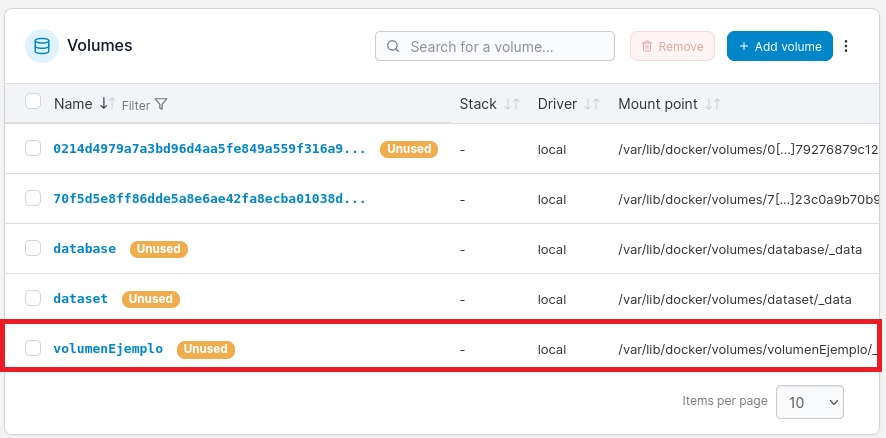 Volumes Search for a volume... Remove + Add volume
Name Filter Stack Driver Mount point
0214d4979a7a3bd96d4aa5fe849a559f316a9... Unused - local /var/lib/docker/volumes/0[...]79276879c12
70f5d5e8ff86dde5a8e6ae42fa8ecba01038d... - local /var/lib/docker/volumes/7[...]23c0a9b70b9
database Unused - local /var/lib/docker/volumes/database/_data
dataset Unused - local /var/lib/docker/volumes/dataset/_data
volumenEjemplo Unused - local /var/lib/docker/volumes/volumenEjemplo/_
Items per page 10